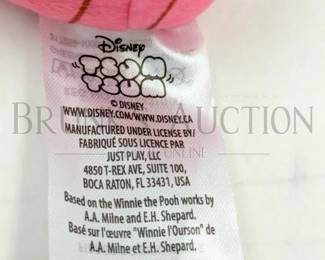 Disney
TSUM
TSUM
© DISNEY
WWW.DISNEY.COM/WWW.DISNEY.CA
MANUFACTURED UNDER LICENSE BY/
FABRIQUÉ SOUS LICENCE PAR
JUST PLAY, LLC
4850 T-REX AVE, SUITE 100,
BOCA RATON, FL 33431, USA
Based on the Winnie the Pooh works by
A.A. Milne and E.H. Shepard.
Basé sur l'œuvre "Winnie l'Ourson" de
A.A. Milne et E.H. Shepard.
AUCTION
ONLINE